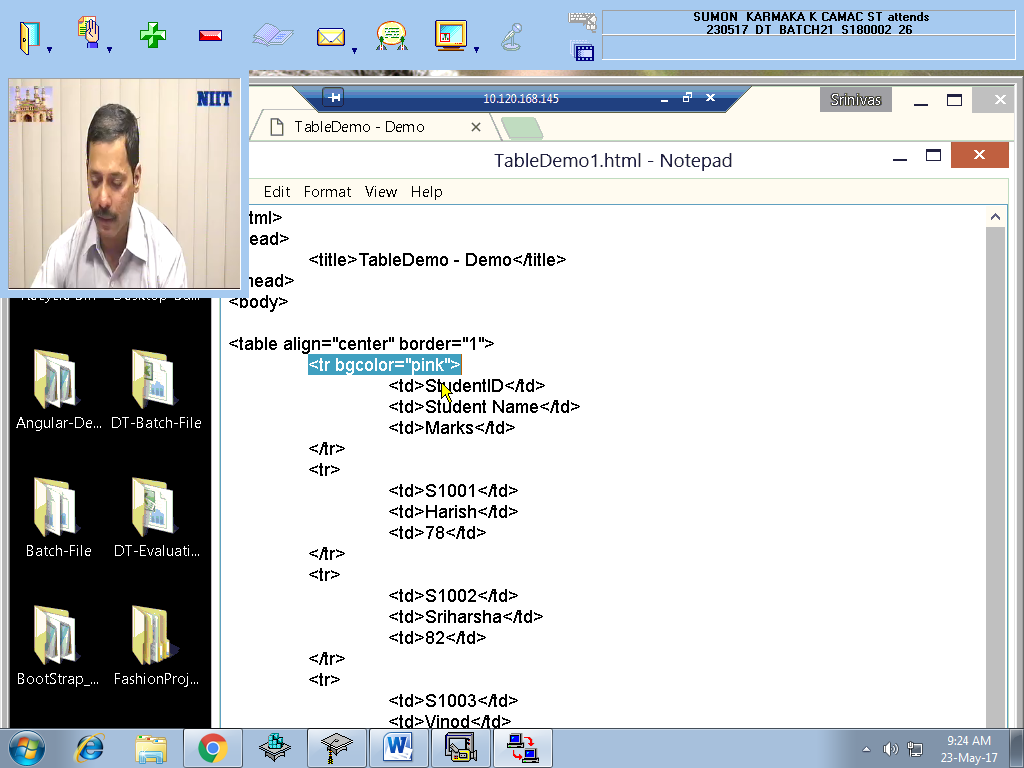 SUMON KARMAKA K CAMAC ST attends
230517 DT BATCH21 S180002 26
NIIT
10.120.168.145
Srinivas
TableDemo - Demo
TableDemo1.html - Notepad
Edit Format View Help
tml>
ead>
<title>TableDemo - Demo</title>
head>
<body>
<table align="center" border="1">
<tr bgcolor="pink">
<td>StudentID</td>
<td>Student Name</td>
<td>Marks</td>
</tr>
<tr>
<td>S1001</td>
<td>Harish</td>
<td>78</td>
</tr>
<tr>
<td>S1002</td>
<td>Sriharsha</td>
<td>82</td>
</tr>
<tr>
<td>S1003</td>
<td>Vinod</td>
Angular-De... DT-Batch-File
Batch-File DT-Evaluati...
BootStrap_... FashionProj...
9:24 AM
23-May-17